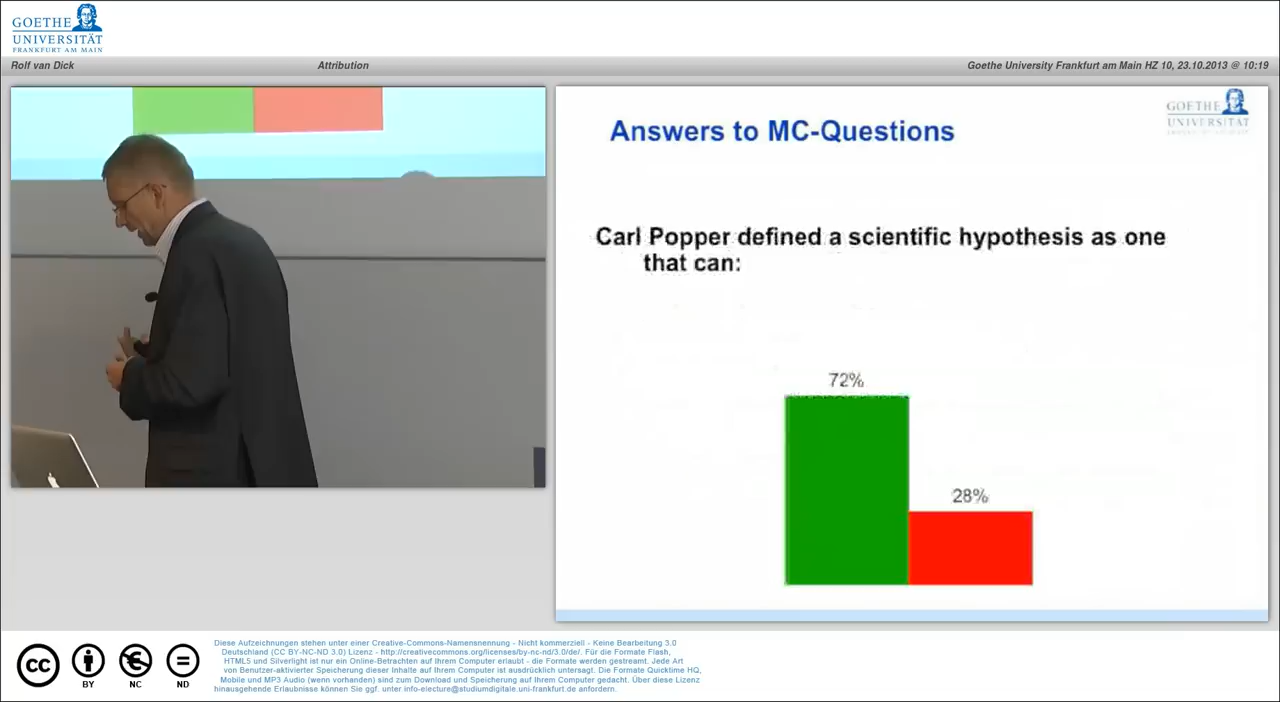 GOETHE
UNIVERSITÄT
FRANKFURT AM MAIN
Rolf van Dick
Attribution
Goethe University Frankfurt am Main HZ 10, 23.10.2013 @ 10:19
GOETHE
UNIVERSITÄT
Answers to MC-Questions
Carl Popper defined a scientific hypothesis as one
that can:
72%
28%
cc
BY
NC
ND
Diese Aufzeichnungen stehen unter einer Creative-Commons-Namensnennung - Nicht kommerziell - Keine Bearbeitung 3.0
Deutschland (CC BY-NC-ND 3.0) Lizenz - http://creativecommons.org/licenses/by-nc-nd/3.0/de/. Für die Formate Flash,
HTML5 und Silverlight ist nur ein Online-Betrachten auf Ihrem Computer erlaubt - die Formate werden gestreamt. Jede Art
von Benutzer-aktivierter Speicherung dieser Inhalte auf Ihrem Computer ist ausdrücklich untersagt. Die Formate Quicktime HQ,
Mobile und MP3 Audio (wenn vorhanden) sind zum Download und Speicherung auf Ihrem Computer gedacht. Über diese Lizenz
hinausgehende Erlaubnisse können Sie ggf. unter info-electure@studiumdigitale.uni-frankfurt.de anfordern.